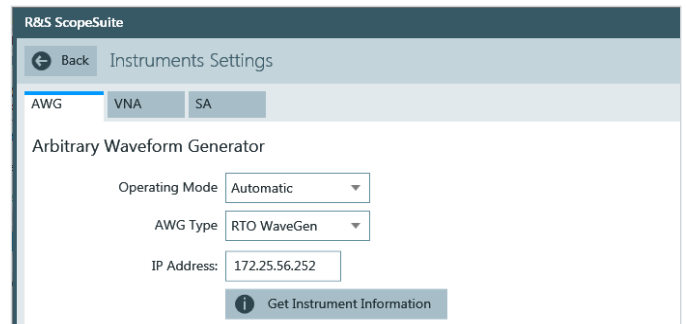 R&S ScopeSuite
Back Instruments Settings
AWG VNA SA
Arbitrary Waveform Generator
Operating Mode Automatic
AWG Type RTO WaveGen
IP Address: 172.25.56.252
Get Instrument Information